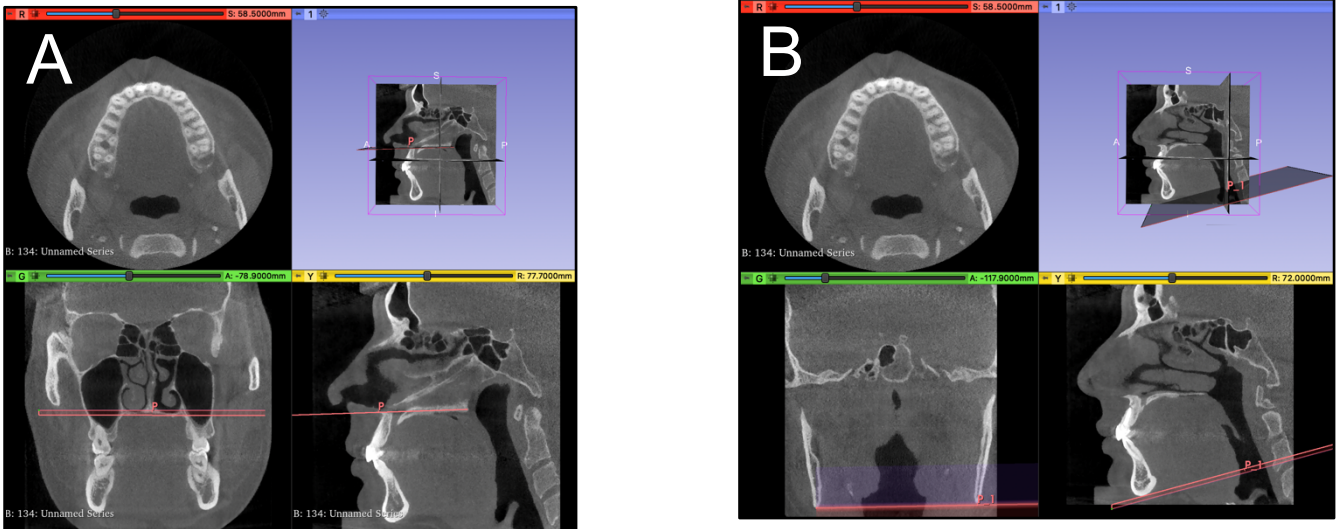 A
R S: 58.5000mm
1
S
A P P
I
B: 134: Unnamed Series
G A: -78.9000mm
Y R: 77.7000mm
P
P
B: 134: Unnamed Series
B: 134: Unnamed Series
B
R S: 58.5000mm
1
S
A P
P_1
I
B: 134: Unnamed Series
G A: -117.9000mm
Y R: 72.0000mm
P_1
P_1